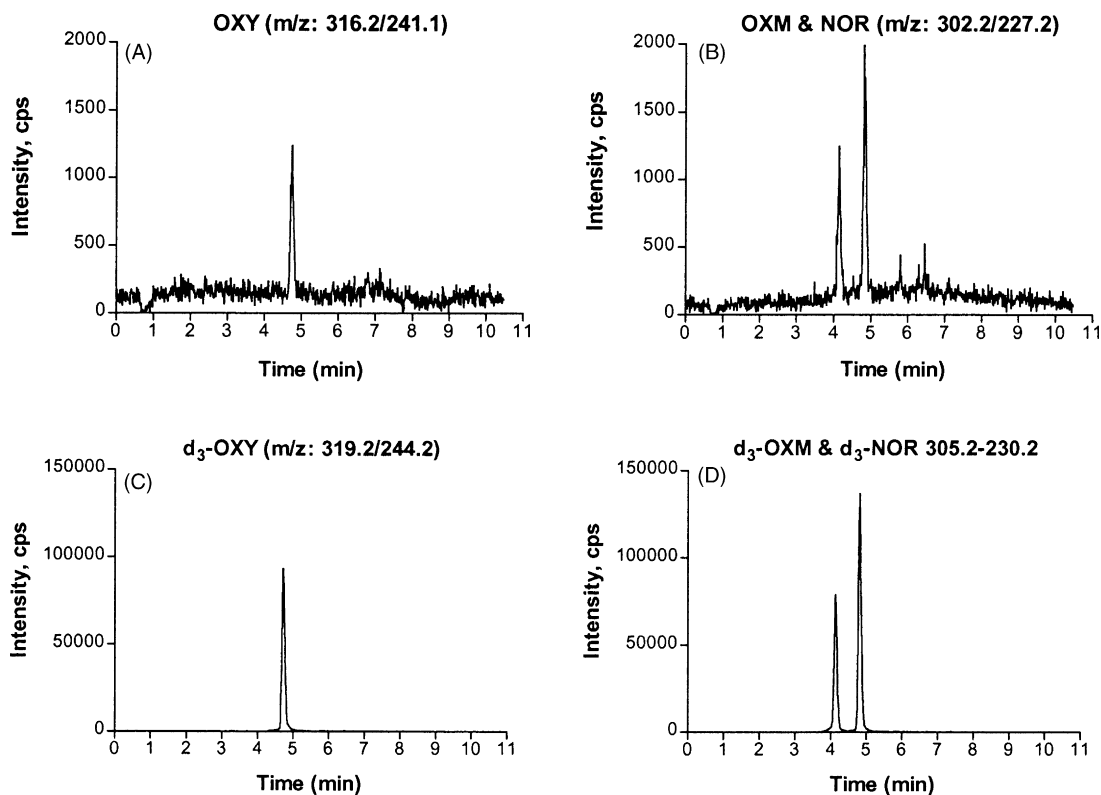 OXY (m/z: 316.2/241.1)
(A)
2000
1500
1000
500
0
Intensity, cps
0 1 2 3 4 5 6 7 8 9 10 11
Time (min)
OXM & NOR (m/z: 302.2/227.2)
(B)
2000
1500
1000
500
0
Intensity, cps
0 1 2 3 4 5 6 7 8 9 10 11
Time (min)
d₃-OXY (m/z: 319.2/244.2)
(C)
150000
100000
50000
0
Intensity, cps
0 1 2 3 4 5 6 7 8 9 10 11
Time (min)
d₃-OXM & d₃-NOR 305.2-230.2
(D)
150000
100000
50000
0
Intensity, cps
0 1 2 3 4 5 6 7 8 9 10 11
Time (min)